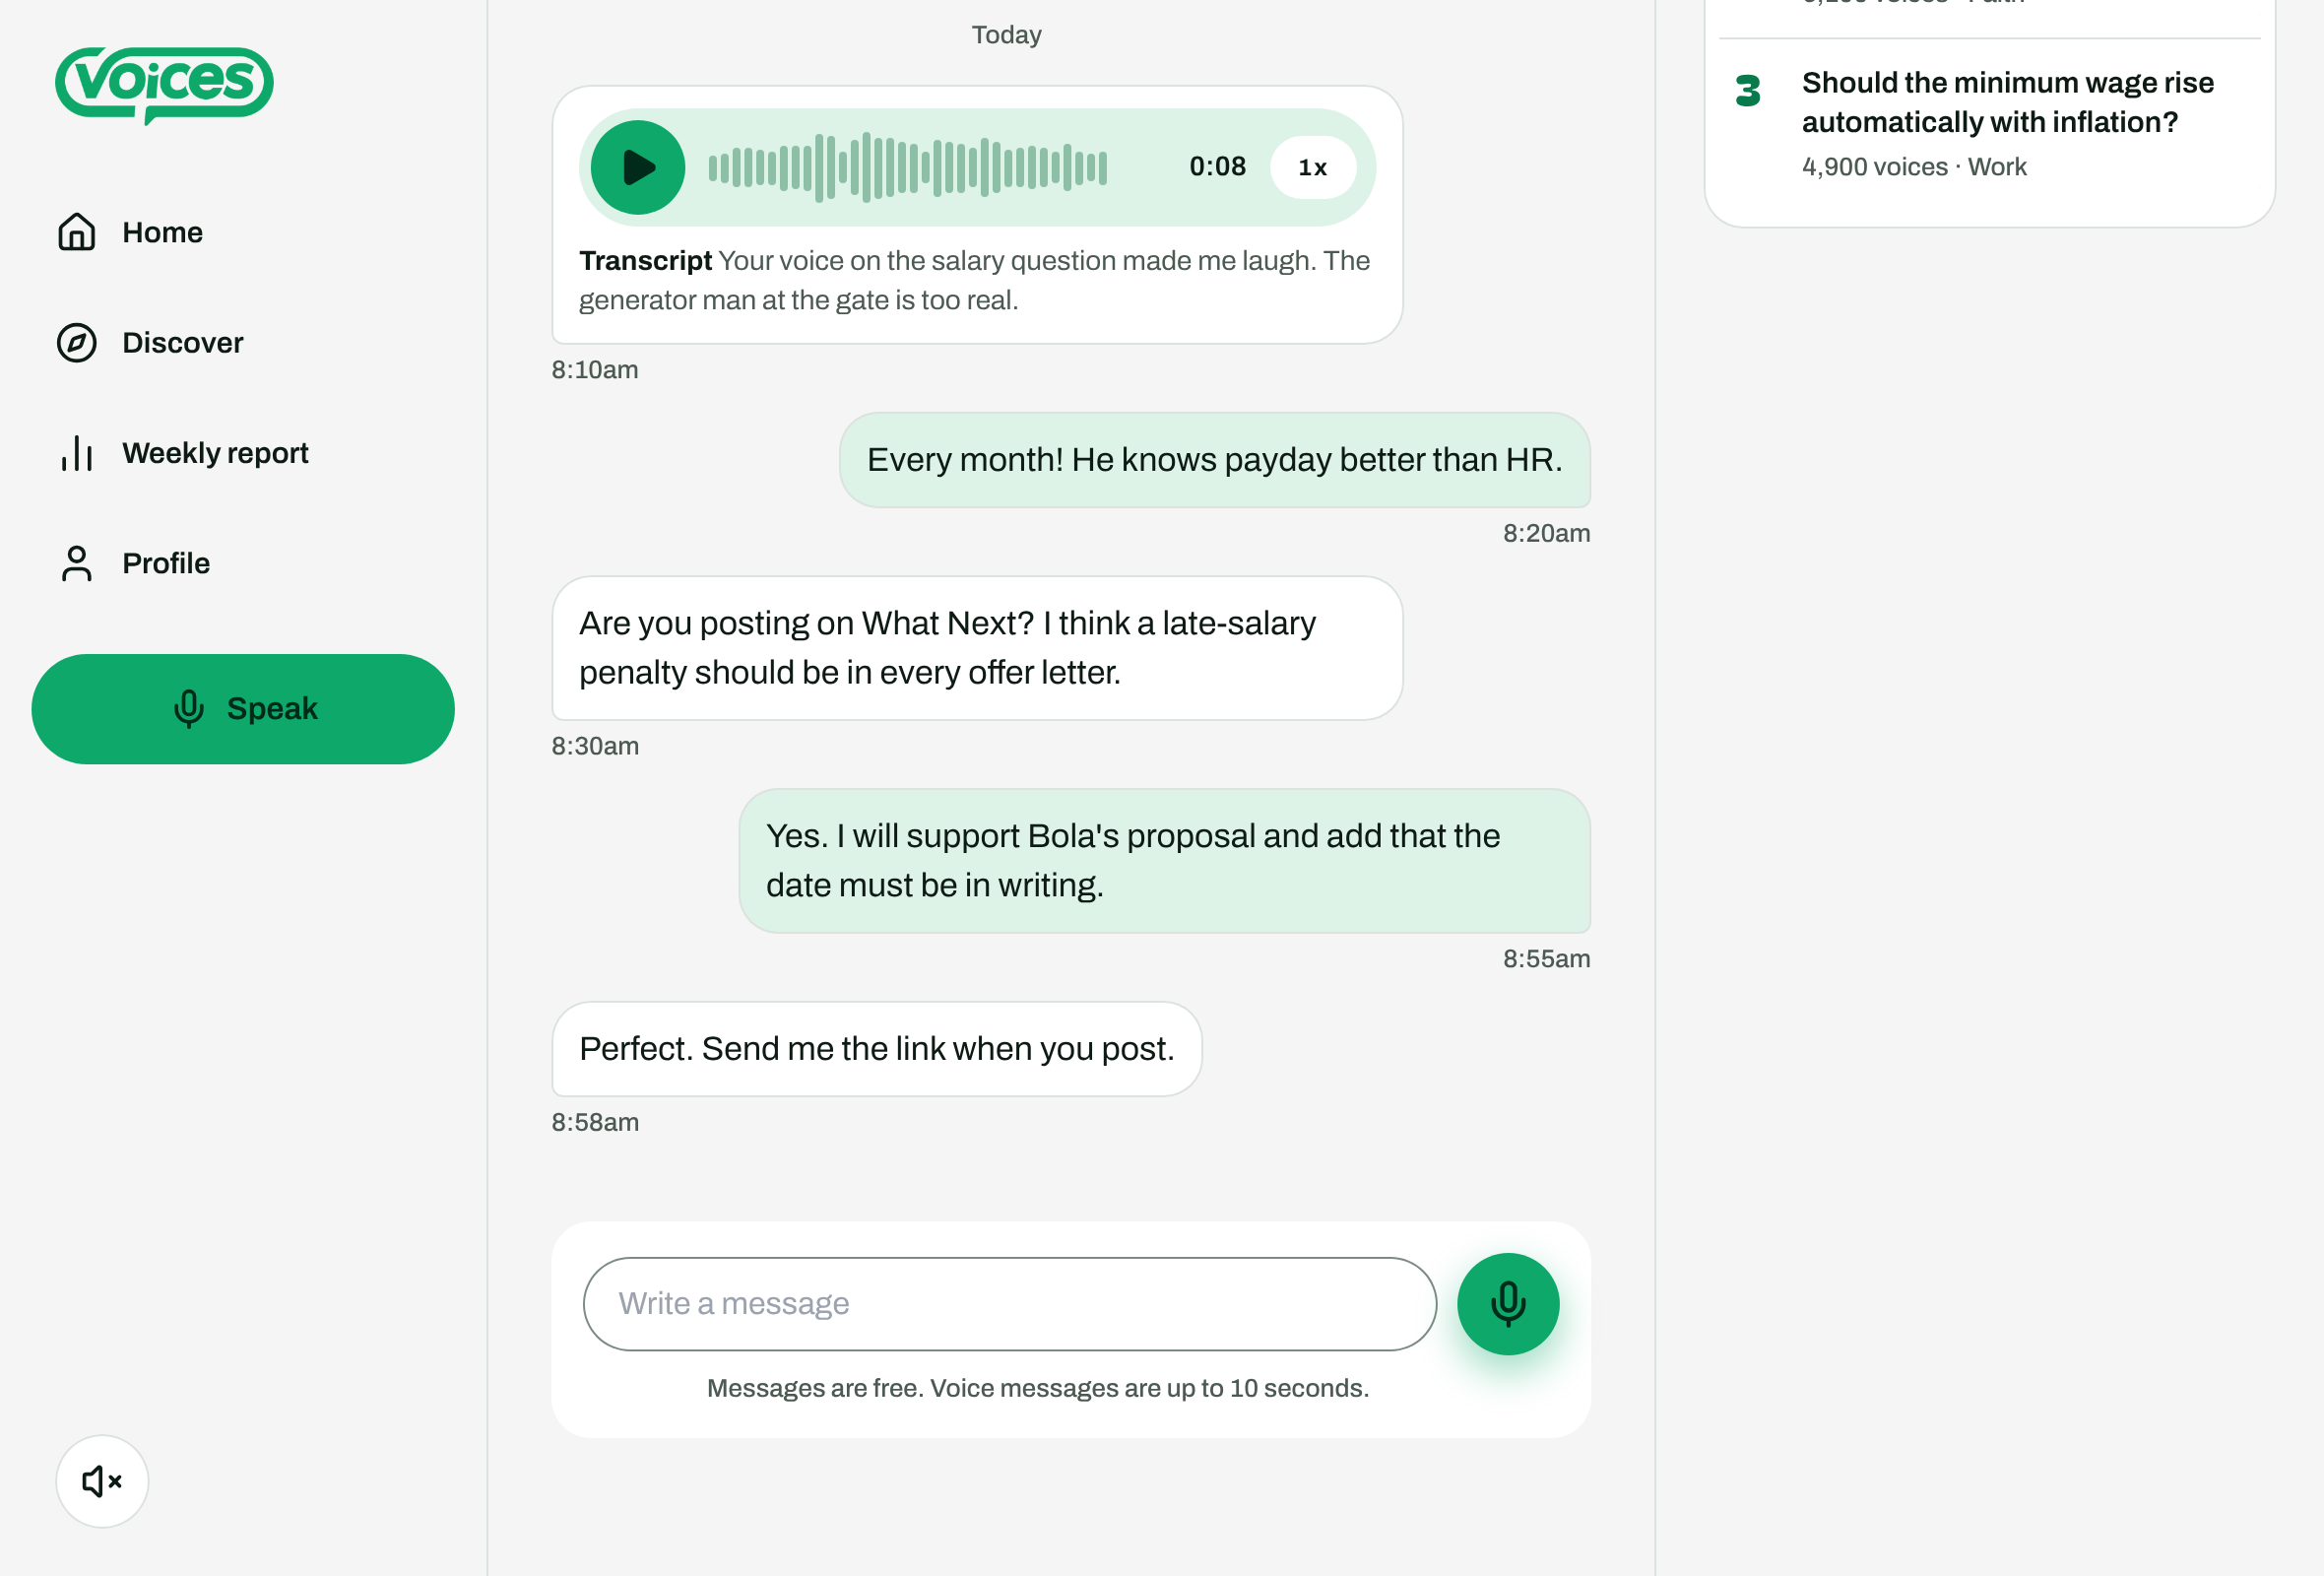 Voices
Home
Discover
Weekly report
Profile
Speak
Today
0:08
1x
Transcript Your voice on the salary question made me laugh. The
generator man at the gate is too real.
8:10am
Every month! He knows payday better than HR.
8:20am
Are you posting on What Next? I think a late-salary
penalty should be in every offer letter.
8:30am
Yes. I will support Bola's proposal and add that the
date must be in writing.
8:55am
Perfect. Send me the link when you post.
8:58am
Write a message
Messages are free. Voice messages are up to 10 seconds.
3
Should the minimum wage rise
automatically with inflation?
4,900 voices · Work